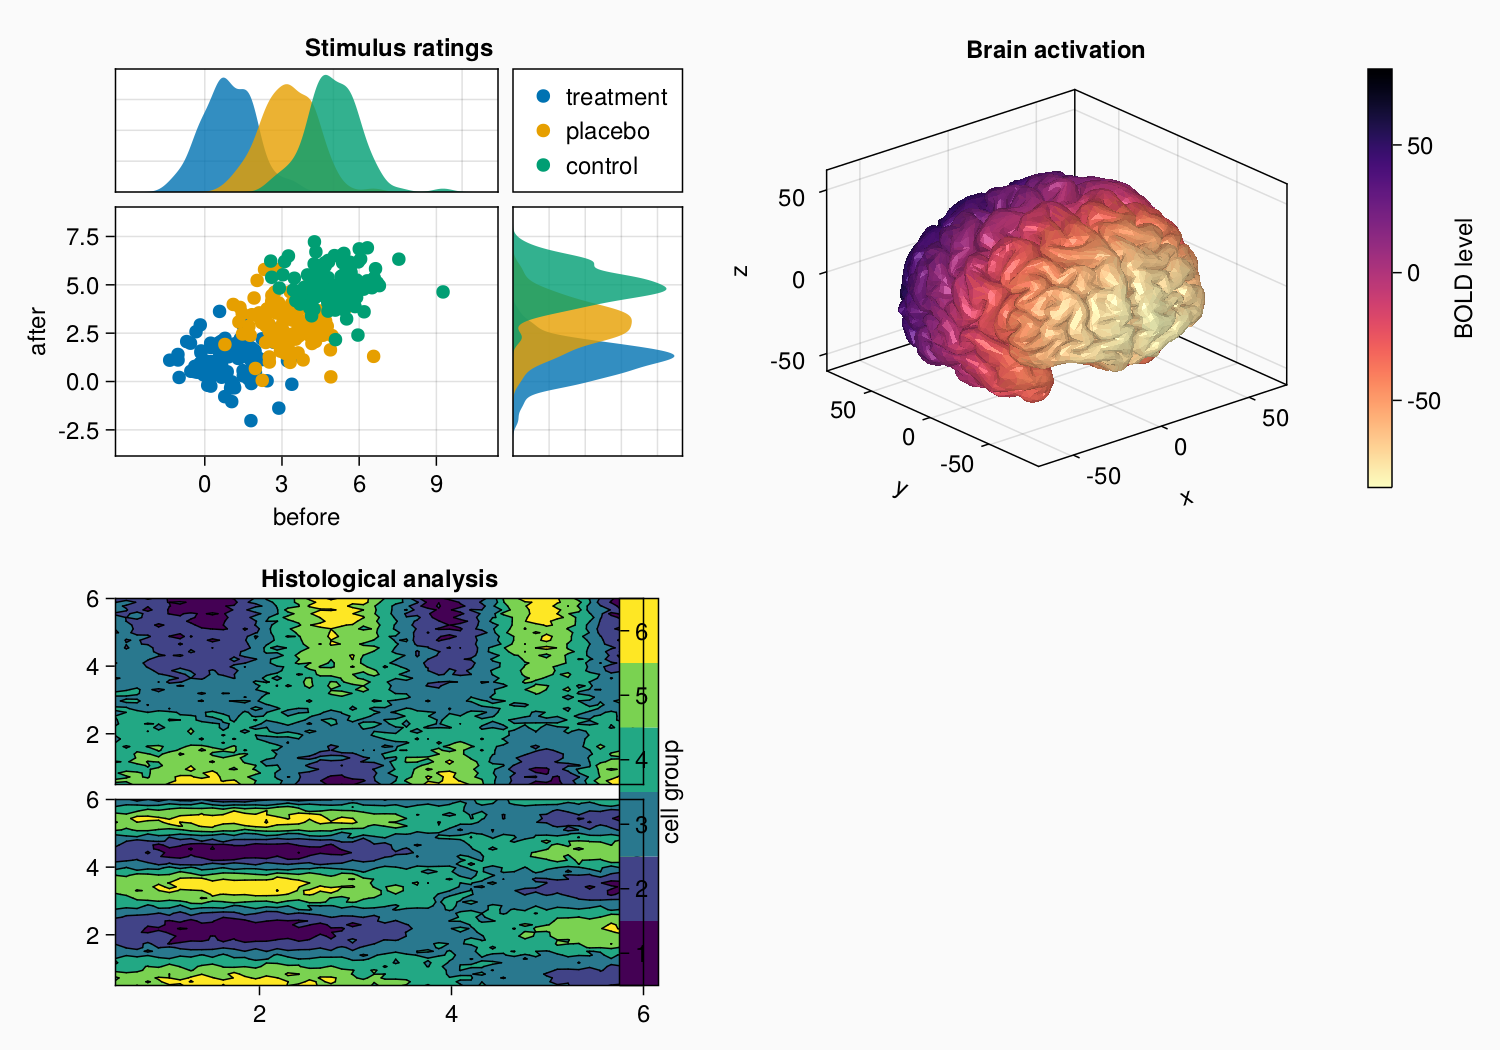 Stimulus ratings
treatment
placebo
control
7.5
5.0
2.5
0.0
-2.5
after
0
3
6
9
before
Brain activation
50
0
-50
z
50
0
-50
y
-50
0
50
x
50
0
-50
BOLD level
Histological analysis
6
4
2
6
4
2
2
4
6
6
5
4
3
2
1
cell group